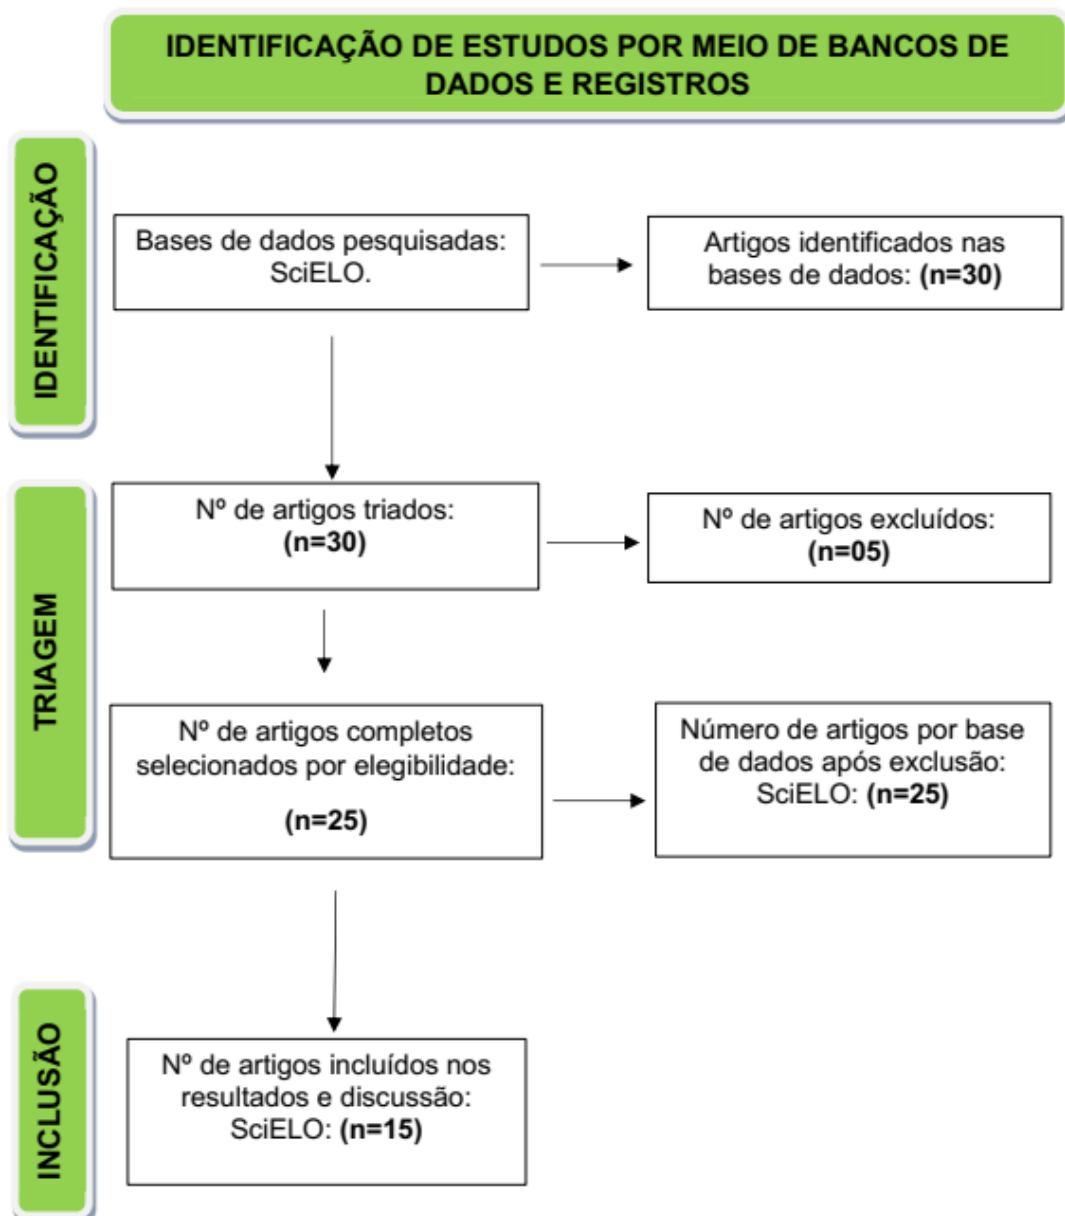 IDENTIFICAÇÃO DE ESTUDOS POR MEIO DE BANCOS DE
DADOS E REGISTROS
IDENTIFICAÇÃO
Bases de dados pesquisadas:
SciELO.
Artigos identificados nas
bases de dados: (n=30)
TRIAGEM
Nº de artigos triados:
(n=30)
Nº de artigos excluídos:
(n=05)
Nº de artigos completos
selecionados por elegibilidade:
(n=25)
Número de artigos por base
de dados após exclusão:
SciELO: (n=25)
INCLUSÃO
Nº de artigos incluídos nos
resultados e discussão:
SciELO: (n=15)